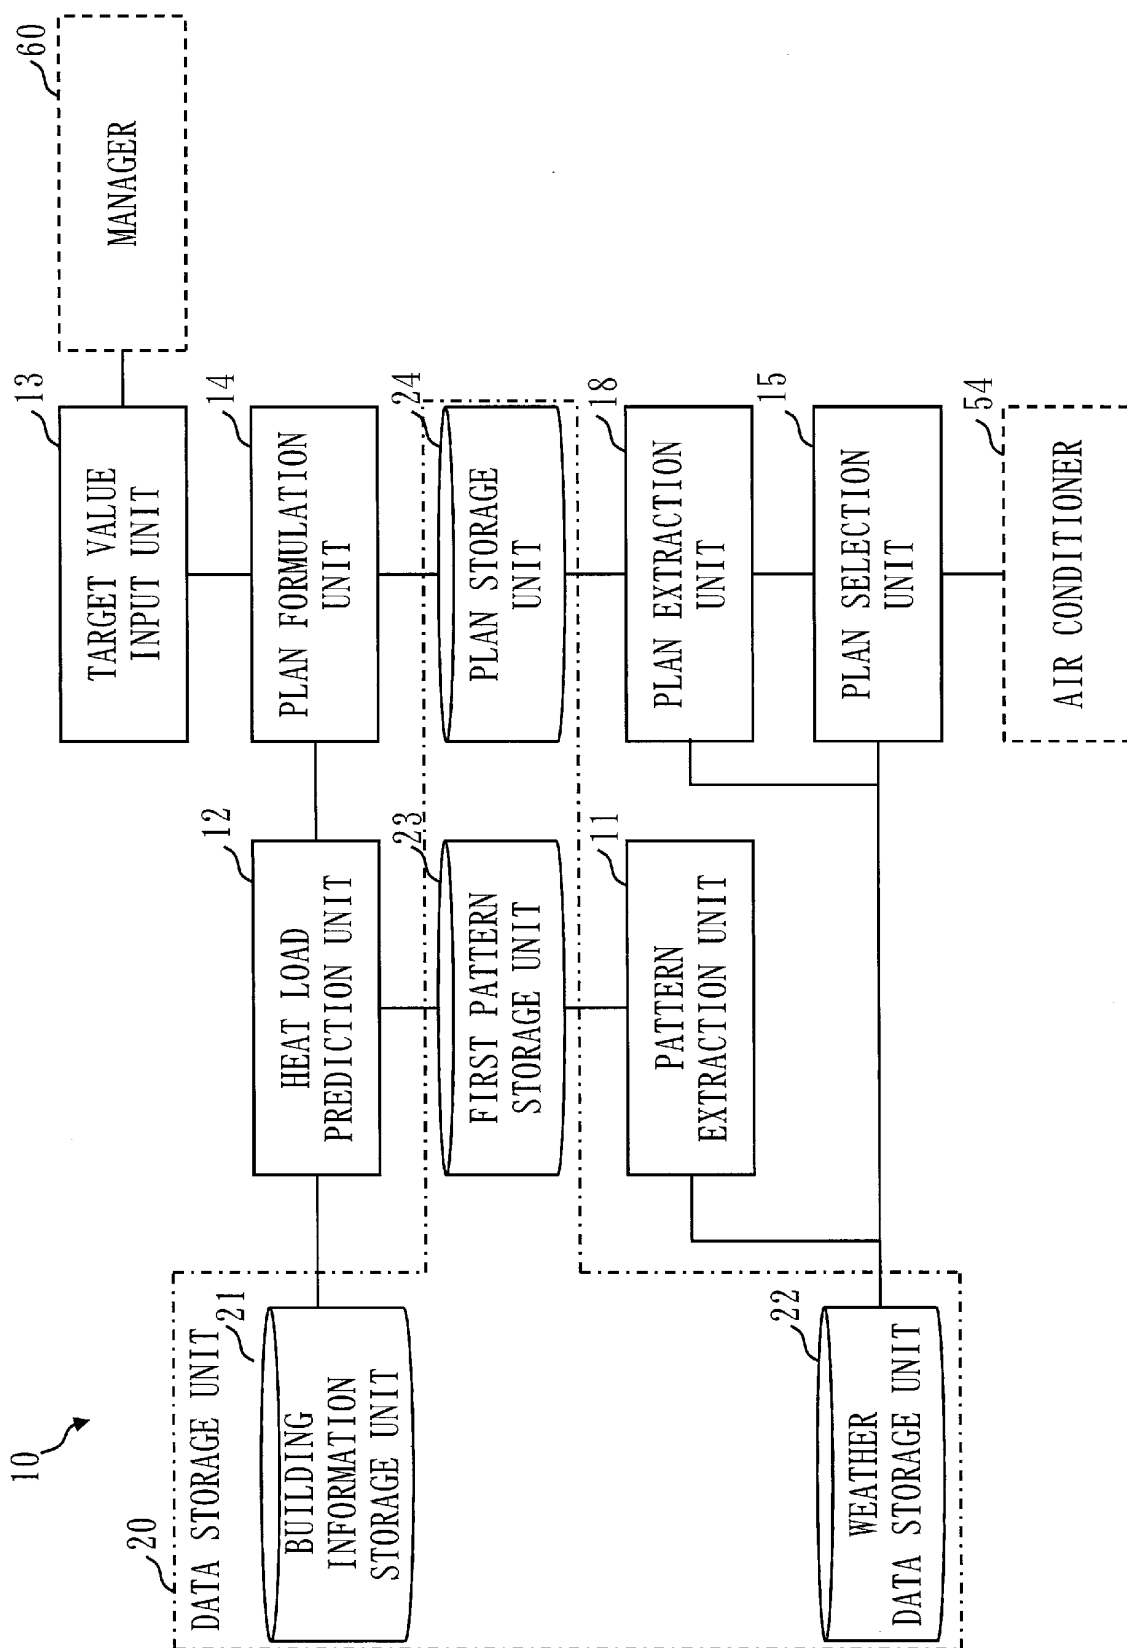 10
20
DATA STORAGE UNIT
21
BUILDING
INFORMATION
STORAGE UNIT
22
WEATHER
DATA STORAGE UNIT
12
HEAT LOAD
PREDICTION UNIT
23
FIRST PATTERN
STORAGE UNIT
11
PATTERN
EXTRACTION UNIT
13
TARGET VALUE
INPUT UNIT
14
PLAN FORMULATION
UNIT
24
PLAN STORAGE
UNIT
18
PLAN EXTRACTION
UNIT
15
PLAN SELECTION
UNIT
54
AIR CONDITIONER
60
MANAGER